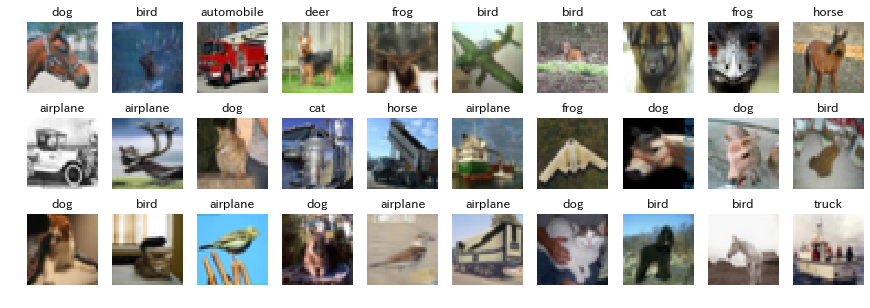 dog bird automobile deer frog bird bird cat frog horse
airplane airplane dog cat horse airplane frog dog dog bird
dog bird airplane dog airplane airplane dog bird bird truck